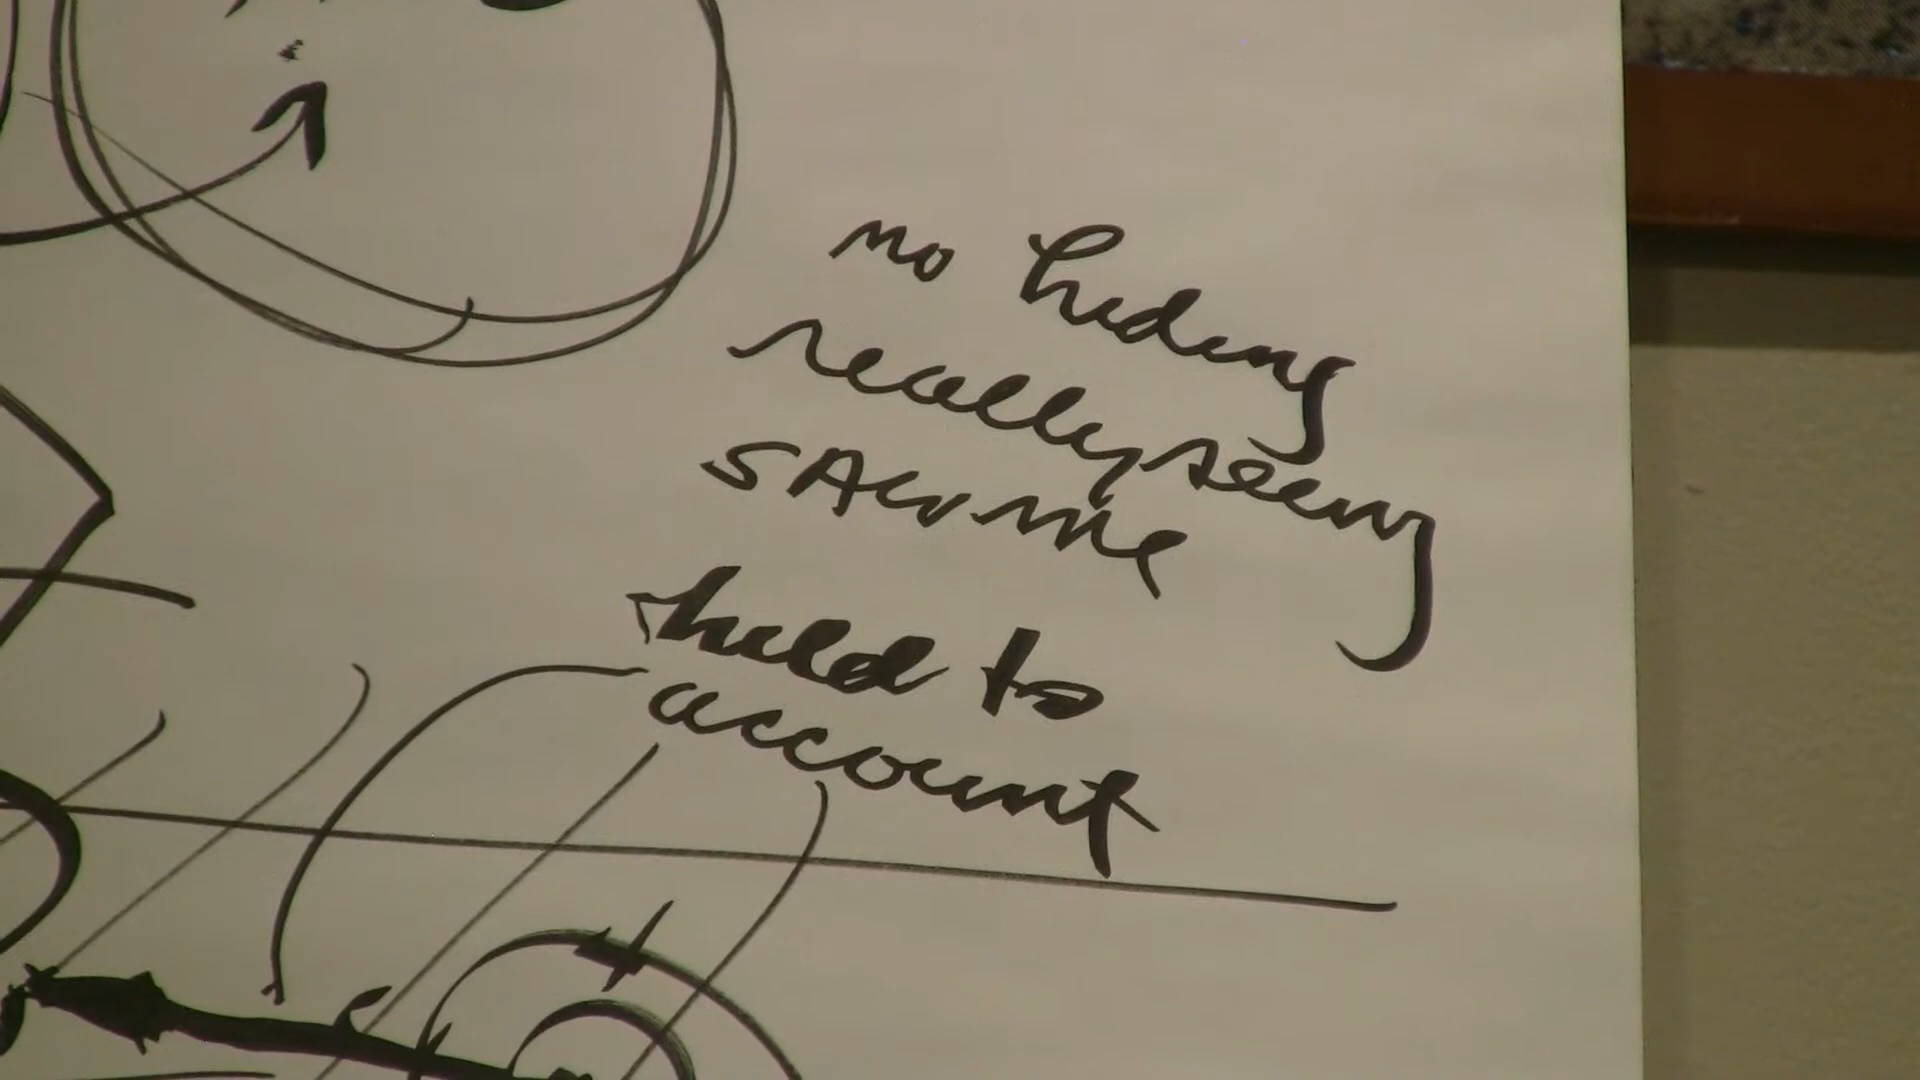 no hiding
really seeing
SAW me
held to
account